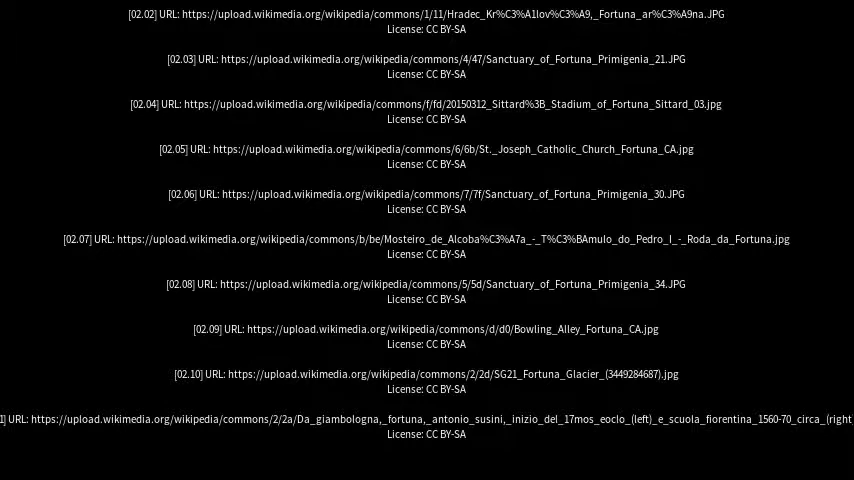 [02.02] URL: https://upload.wikimedia.org/wikipedia/commons/1/11/Hradec_Kr%C3%A1lov%C3%A9,_Fortuna_ar%C3%A9na.JPG
License: CC BY-SA
[02.03] URL: https://upload.wikimedia.org/wikipedia/commons/4/47/Sanctuary_of_Fortuna_Primigenia_21.JPG
License: CC BY-SA
[02.04] URL: https://upload.wikimedia.org/wikipedia/commons/f/fd/20150312_Sittard%3B_Stadium_of_Fortuna_Sittard_03.jpg
License: CC BY-SA
[02.05] URL: https://upload.wikimedia.org/wikipedia/commons/6/6b/St._Joseph_Catholic_Church_Fortuna_CA.jpg
License: CC BY-SA
[02.06] URL: https://upload.wikimedia.org/wikipedia/commons/7/7f/Sanctuary_of_Fortuna_Primigenia_30.JPG
License: CC BY-SA
[02.07] URL: https://upload.wikimedia.org/wikipedia/commons/b/be/Mosteiro_de_Alcoba%C3%A7a_-_T%C3%BAmulo_do_Pedro_I_-_Roda_da_Fortuna.jpg
License: CC BY-SA
[02.08] URL: https://upload.wikimedia.org/wikipedia/commons/5/5d/Sanctuary_of_Fortuna_Primigenia_34.JPG
License: CC BY-SA
[02.09] URL: https://upload.wikimedia.org/wikipedia/commons/d/d0/Bowling_Alley_Fortuna_CA.jpg
License: CC BY-SA
[02.10] URL: https://upload.wikimedia.org/wikipedia/commons/2/2d/SG21_Fortuna_Glacier_(3449284687).jpg
License: CC BY-SA
1] URL: https://upload.wikimedia.org/wikipedia/commons/2/2a/Da_giambologna,_fortuna,_antonio_susini,_inizio_del_17mos_eoclo_(left)_e_scuola_fiorentina_1560-70_circa_(right
License: CC BY-SA